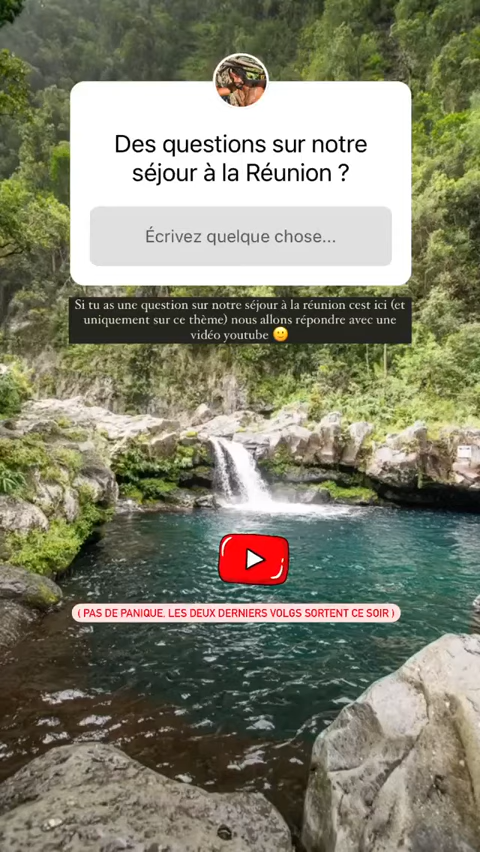 Des questions sur notre
séjour à la Réunion ?
Écrivez quelque chose...
Si tu as une question sur notre séjour à la réunion cest ici (et
uniquement sur ce thème) nous allons répondre avec une
vidéo youtube 🙂
( PAS DE PANIQUE. LES DEUX DERNIERS VOLGS SORTENT CE SOIR )